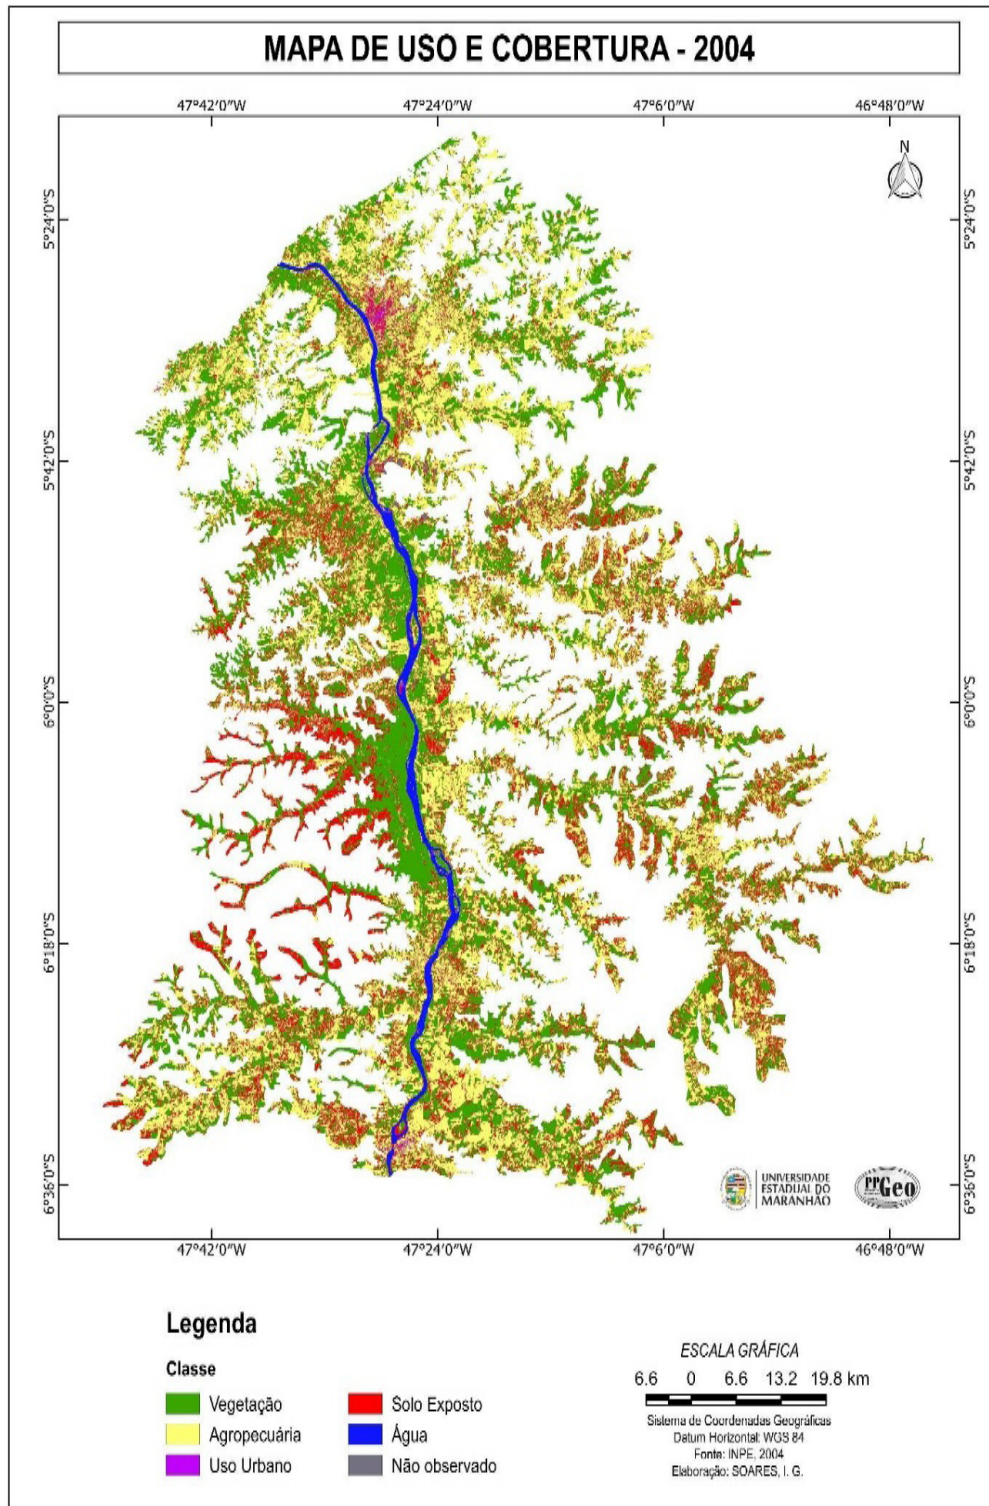 MAPA DE USO E COBERTURA - 2004
47°42'0"W
47°24'0"W
47°6'0"W
46°48'0"W
N
5°24'0"S
5°24'0"S
5°42'0"S
5°42'0"S
6°0'0"S
6°0'0"S
6°18'0"S
6°18'0"S
6°36'0"S
6°36'0"S
UNIVERSIDADE
ESTADUAL DO
MARANHÃO
PPGeo
47°42'0"W
47°24'0"W
47°6'0"W
46°48'0"W
Legenda
Classe
Vegetação
Agropecuária
Uso Urbano
Solo Exposto
Água
Não observado
ESCALA GRÁFICA
6.6 0 6.6 13.2 19.8 km
Sistema de Coordenadas Geográficas
Datum Horizontal: WGS 84
Fonte: INPE, 2004
Elaboração: SOARES, I. G.